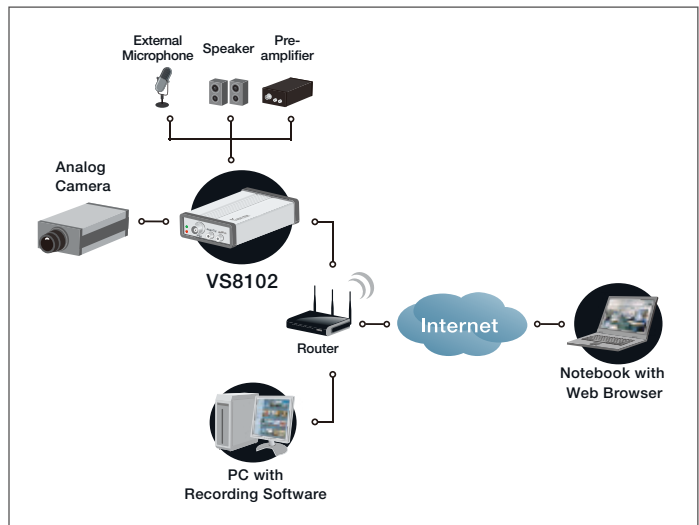 External
Microphone
Speaker
Pre-
amplifier
Analog
Camera
VS8102
Router
Internet
Notebook with
Web Browser
PC with
Recording Software